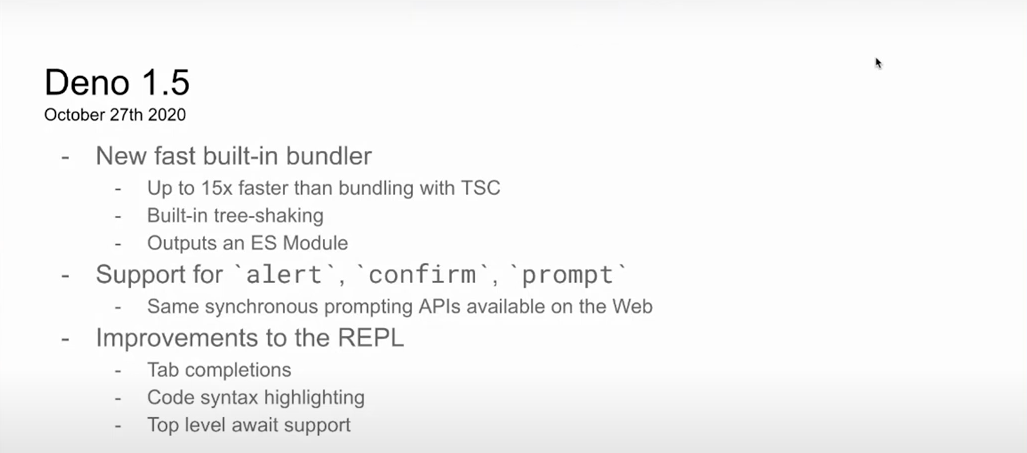 Deno 1.5
October 27th 2020
- New fast built-in bundler
- Up to 15x faster than bundling with TSC
- Built-in tree-shaking
- Outputs an ES Module
- Support for `alert`, `confirm`, `prompt`
- Same synchronous prompting APIs available on the Web
- Improvements to the REPL
- Tab completions
- Code syntax highlighting
- Top level await support